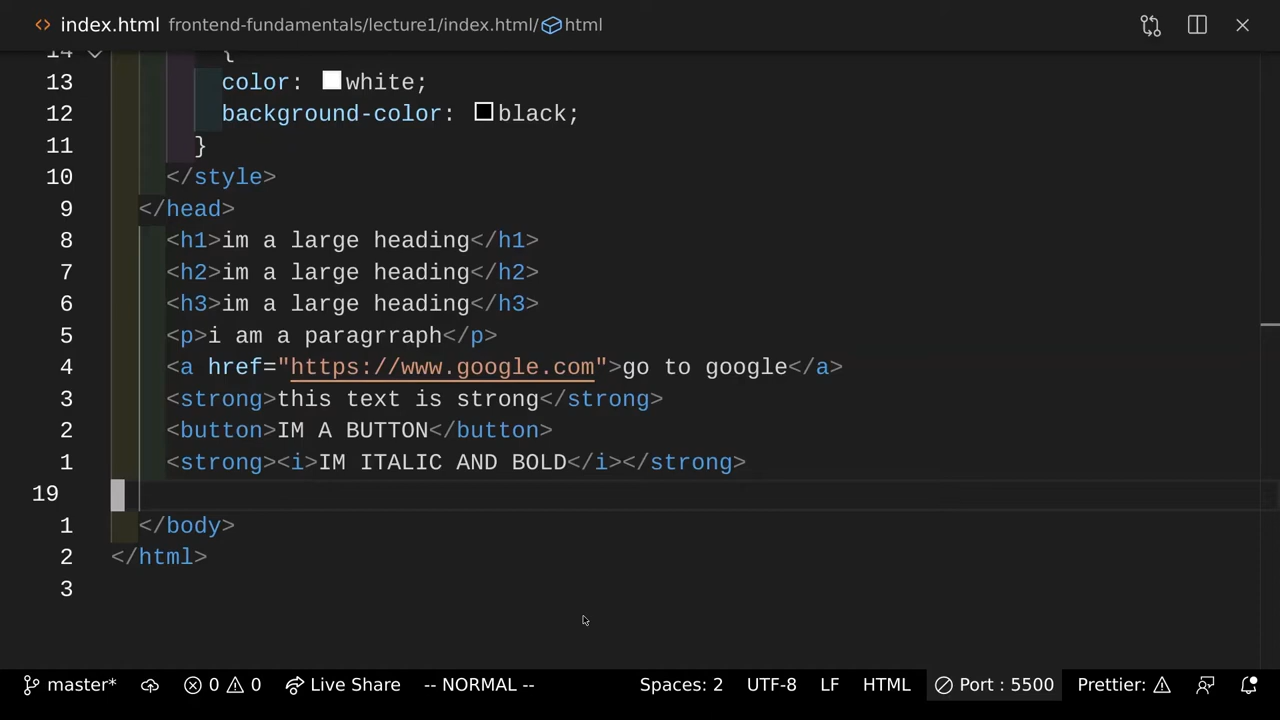 index.html frontend-fundamentals/lecture1/index.html/html
14 {
13 color: white;
12 background-color: black;
11 }
10 </style>
9 </head>
8 <h1>im a large heading</h1>
7 <h2>im a large heading</h2>
6 <h3>im a large heading</h3>
5 <p>i am a paragrraph</p>
4 <a href="https://www.google.com">go to google</a>
3 <strong>this text is strong</strong>
2 <button>IM A BUTTON</button>
1 <strong><i>IM ITALIC AND BOLD</i></strong>
19
1 </body>
2 </html>
3
master* 0 0 Live Share -- NORMAL -- Spaces: 2 UTF-8 LF HTML Port : 5500 Prettier: